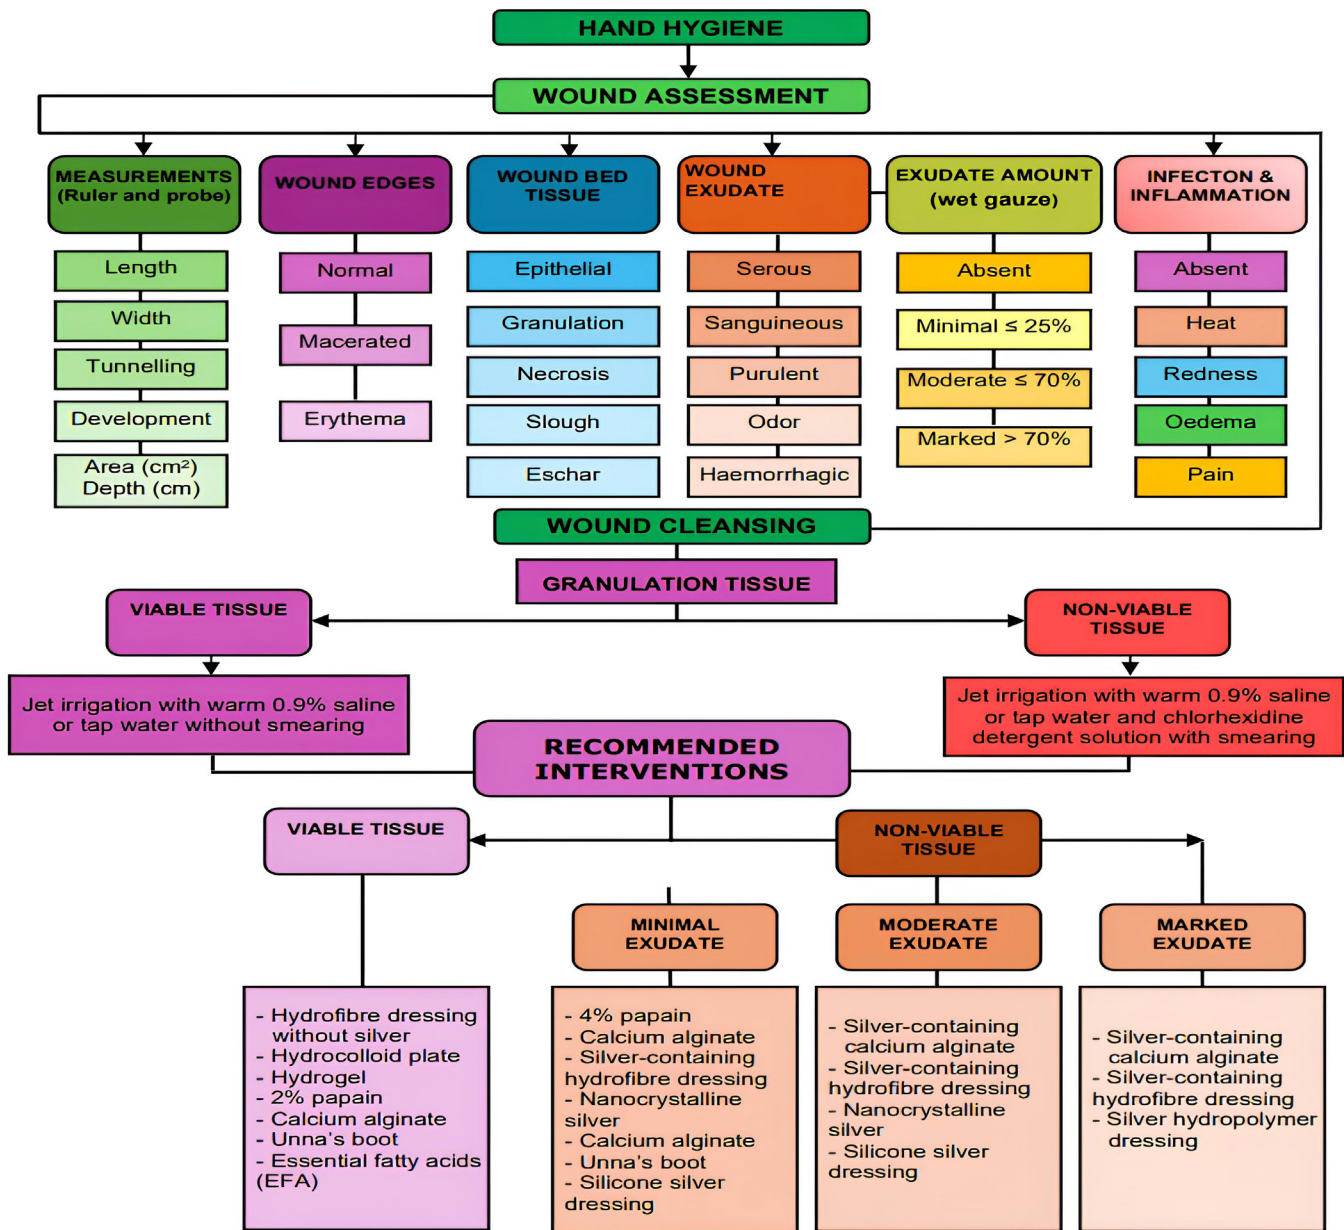 HAND HYGIENE
WOUND ASSESSMENT
MEASUREMENTS
(Ruler and probe)
Length
Width
Tunnelling
Development
Area (cm²)
Depth (cm)
WOUND EDGES
Normal
Macerated
Erythema
WOUND BED
TISSUE
Epithelial
Granulation
Necrosis
Slough
Eschar
WOUND
EXUDATE
Serous
Sanguineous
Purulent
Odor
Haemorrhagic
EXUDATE AMOUNT
(wet gauze)
Absent
Minimal ≤ 25%
Moderate ≤ 70%
Marked > 70%
INFECTON &
INFLAMMATION
Absent
Heat
Redness
Oedema
Pain
WOUND CLEANSING
GRANULATION TISSUE
VIABLE TISSUE
Jet irrigation with warm 0.9% saline
or tap water without smearing
NON-VIABLE
TISSUE
Jet irrigation with warm 0.9% saline
or tap water and chlorhexidine
detergent solution with smearing
RECOMMENDED
INTERVENTIONS
VIABLE TISSUE
- Hydrofibre dressing
without silver
- Hydrocolloid plate
- Hydrogel
- 2% papain
- Calcium alginate
- Unna's boot
- Essential fatty acids
(EFA)
NON-VIABLE
TISSUE
MINIMAL
EXUDATE
- 4% papain
- Calcium alginate
- Silver-containing
hydrofibre dressing
- Nanocrystalline
silver
- Calcium alginate
- Unna's boot
- Silicone silver
dressing
MODERATE
EXUDATE
- Silver-containing
calcium alginate
- Silver-containing
hydrofibre dressing
- Nanocrystalline
silver
- Silicone silver
dressing
MARKED
EXUDATE
- Silver-containing
calcium alginate
- Silver-containing
hydrofibre dressing
- Silver hydropolymer
dressing